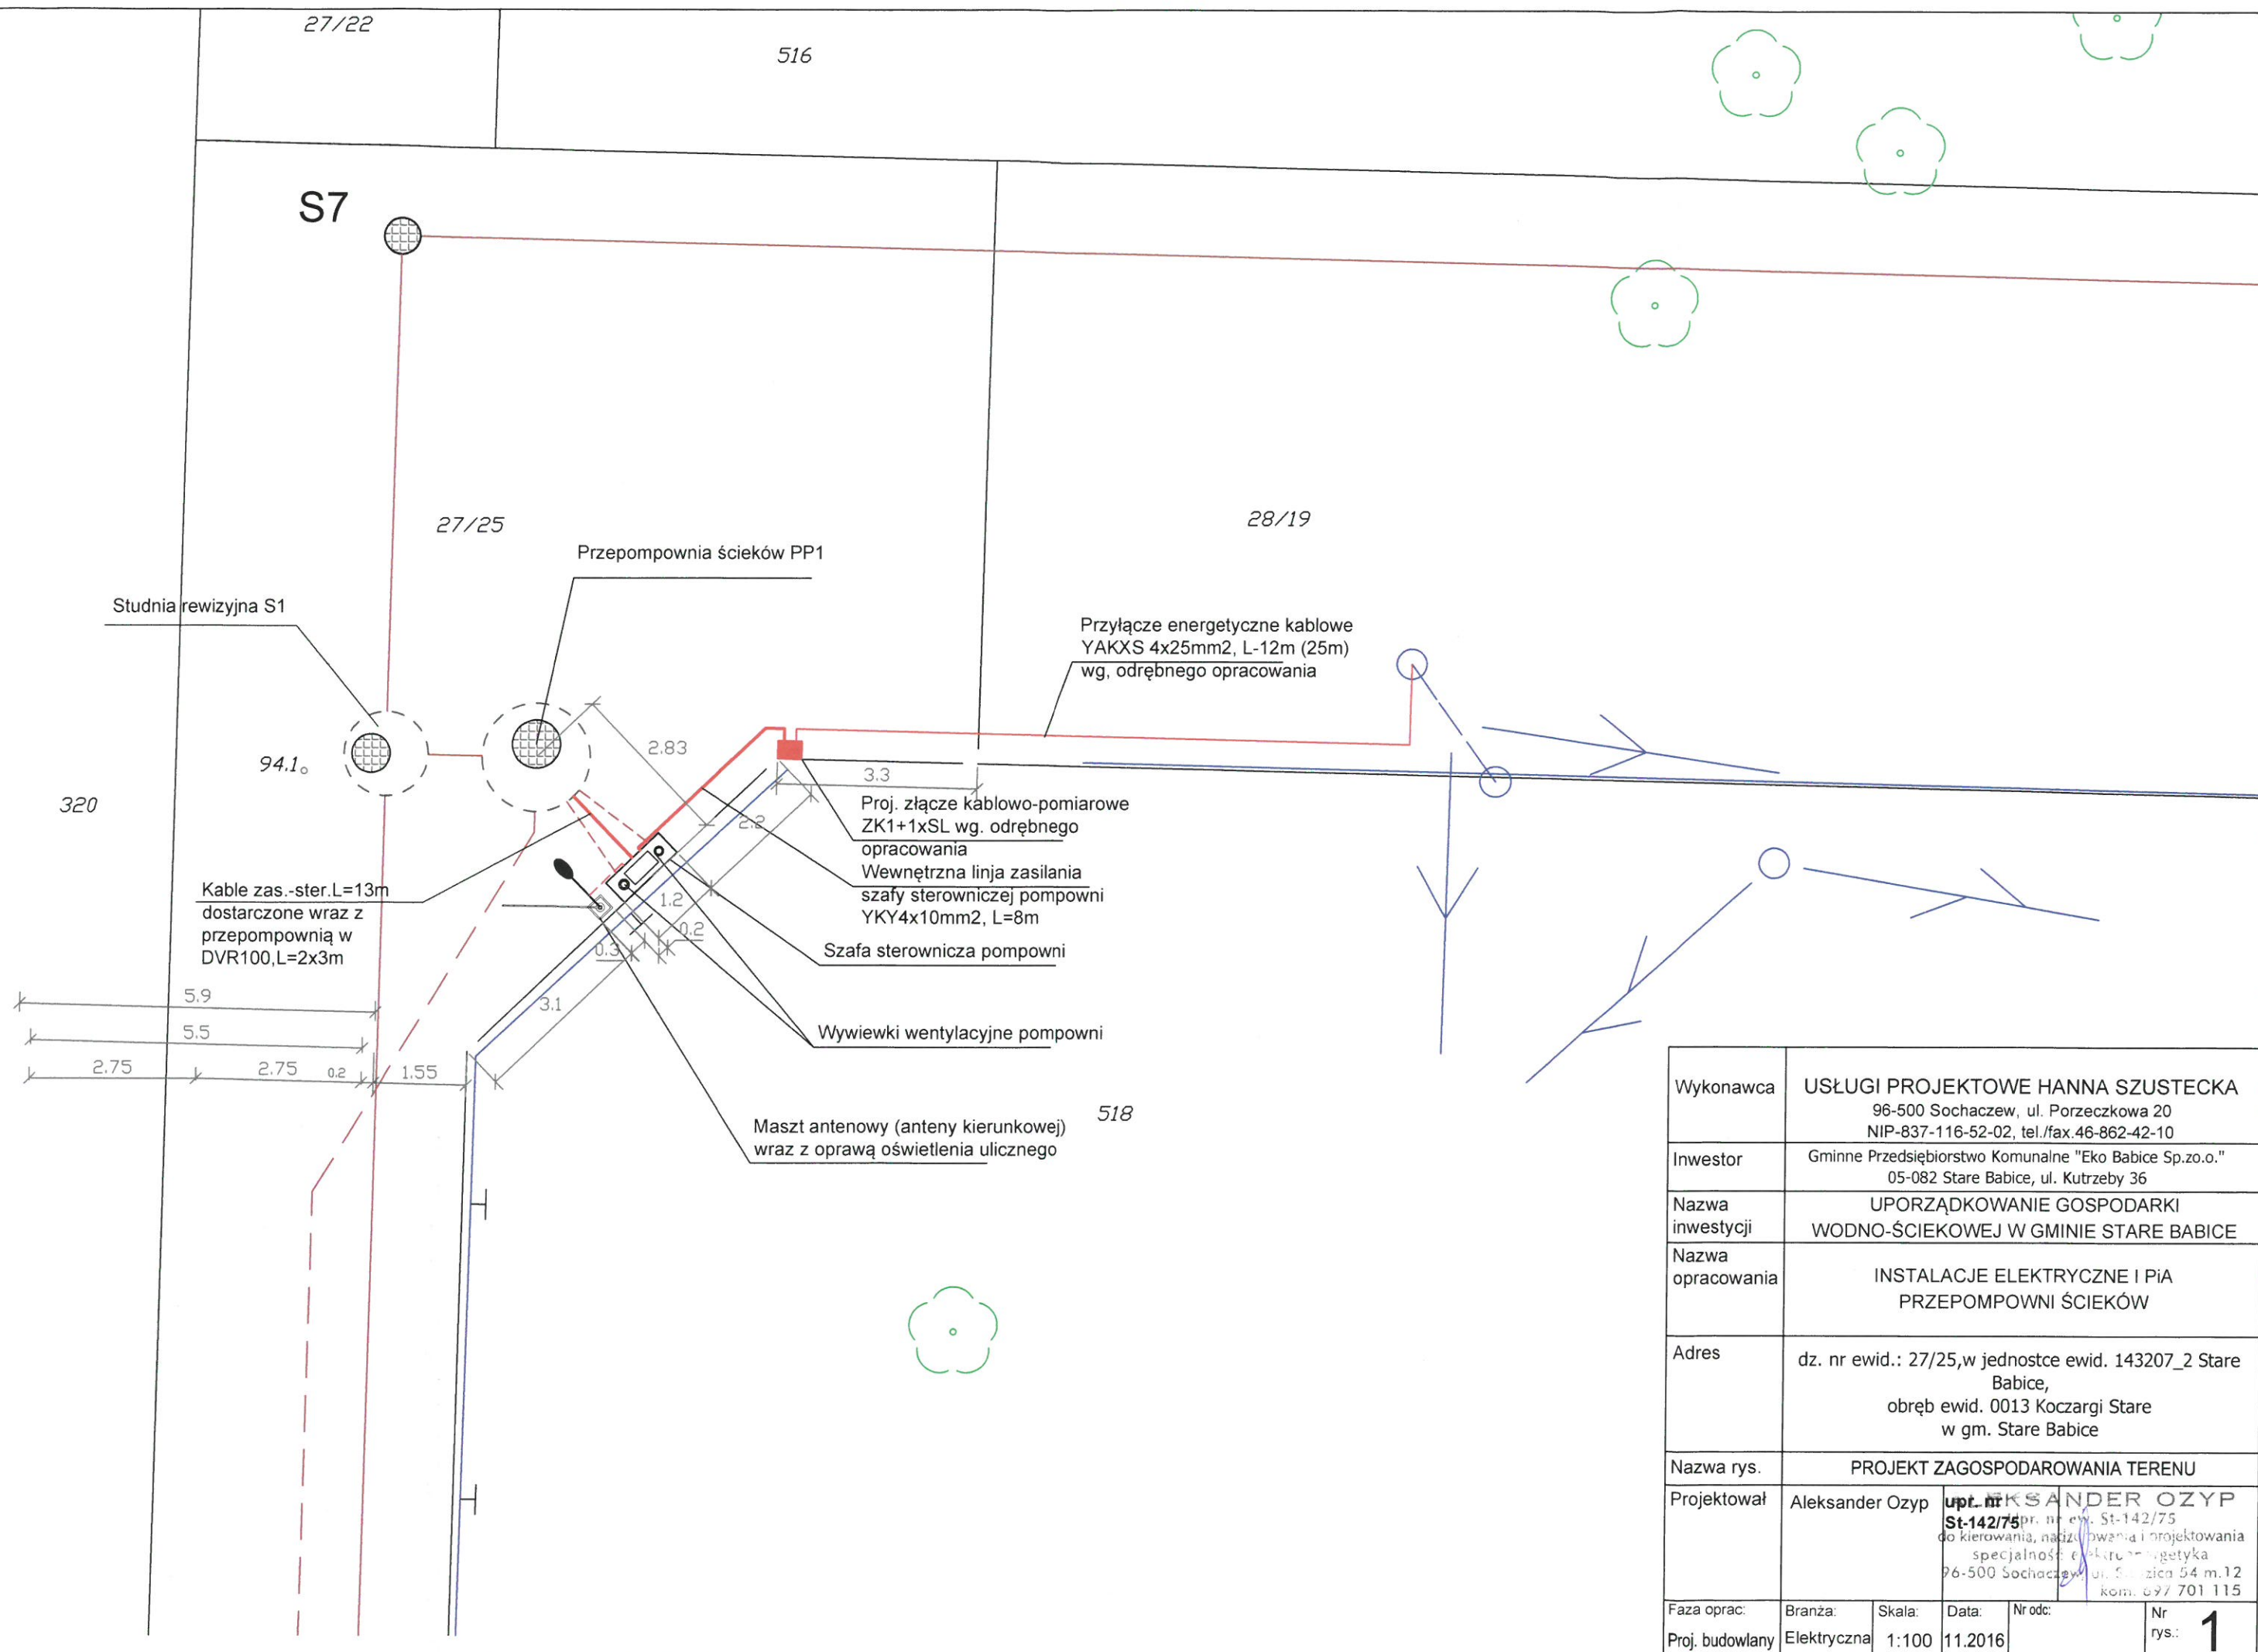 27/22
516
S7
27/25
28/19
Przepompownia ścieków PP1
Studnia rewizyjna S1
Przyłącze energetyczne kablowe
YAKXS 4x25mm2, L-12m (25m)
wg, odrębnego opracowania
94.1
320
2.83
3.3
2.2
Proj. złącze kablowo-pomiarowe
ZK1+1xSL wg. odrębnego
opracowania
Wewnętrzna linja zasilania
szafy sterowniczej pompowni
YKY4x10mm2, L=8m
Kable zas.-ster.L=13m
dostarczone wraz z
przepompownią w
DVR100,L=2x3m
1.2
0.2
0.3
Szafa sterownicza pompowni
3.1
5.9
5.5
2.75
2.75
0.2
1.55
Wywiewki wentylacyjne pompowni
518
Maszt antenowy (anteny kierunkowej)
wraz z oprawą oświetlenia ulicznego
Wykonawca
USŁUGI PROJEKTOWE HANNA SZUSTECKA
96-500 Sochaczew, ul. Porzeczkowa 20
NIP-837-116-52-02, tel./fax.46-862-42-10
Inwestor
Gminne Przedsiębiorstwo Komunalne "Eko Babice Sp.zo.o."
05-082 Stare Babice, ul. Kutrzeby 36
Nazwa
inwestycji
UPORZĄDKOWANIE GOSPODARKI
WODNO-ŚCIEKOWEJ W GMINIE STARE BABICE
Nazwa
opracowania
INSTALACJE ELEKTRYCZNE I PiA
PRZEPOMPOWNI ŚCIEKÓW
Adres
dz. nr ewid.: 27/25,w jednostce ewid. 143207_2 Stare
Babice,
obręb ewid. 0013 Koczargi Stare
w gm. Stare Babice
Nazwa rys.
PROJEKT ZAGOSPODAROWANIA TERENU
Projektował
Aleksander Ozyp
upr. nr
St-142/75
OZYP
St-142/75
do kierowania, i projektowania
96-500 Sochaczew, 54 m.12
kom. 697 701 115
Faza oprac:
Proj. budowlany
Branża:
Elektryczna
Skala:
1:100
Data:
11.2016
Nr odc:
Nr
rys.:
1